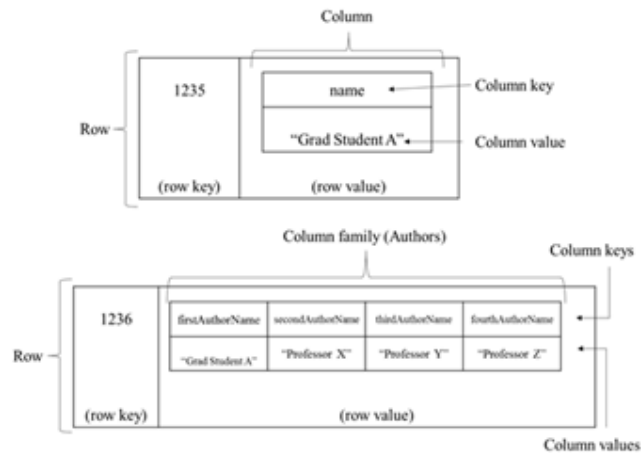 Column
1235
name
Column key
Row
"Grad Student A"
Column value
(row key)
(row value)
Column family (Authors)
Column keys
1236
firstAuthorName
secondAuthorName
thirdAuthorName
fourthAuthorName
Row
"Grad Student A"
"Professor X"
"Professor Y"
"Professor Z"
(row key)
(row value)
Column values